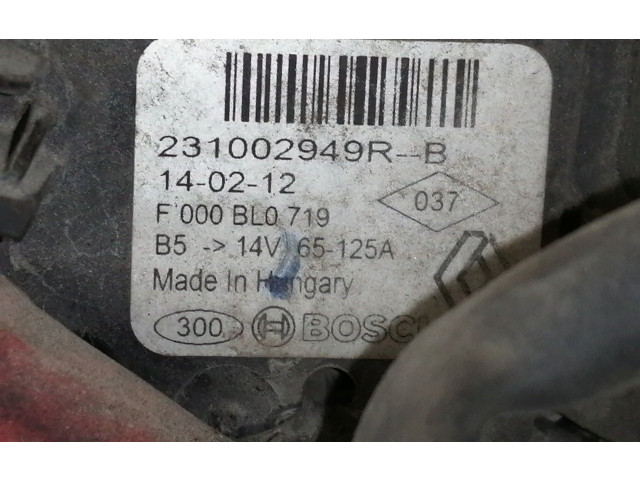 231002949R--B
14-02-12
037
F 000 BL0 719
B5 -> 14V 65-125A
Made In Hungary
300 BOSCH